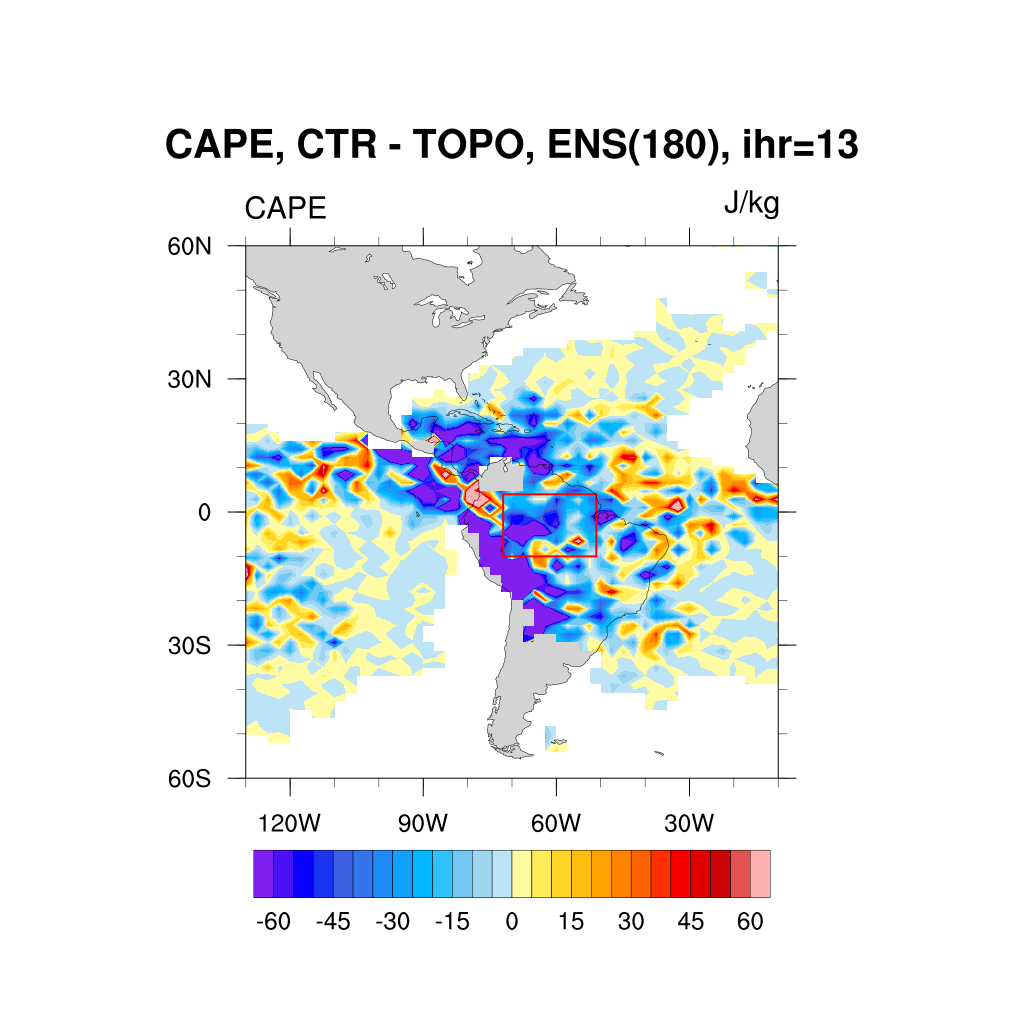 CAPE, CTR - TOPO, ENS(180), ihr=13
CAPE J/kg
60N
30N
0
30S
60S
120W 90W 60W 30W
-60 -45 -30 -15 0 15 30 45 60